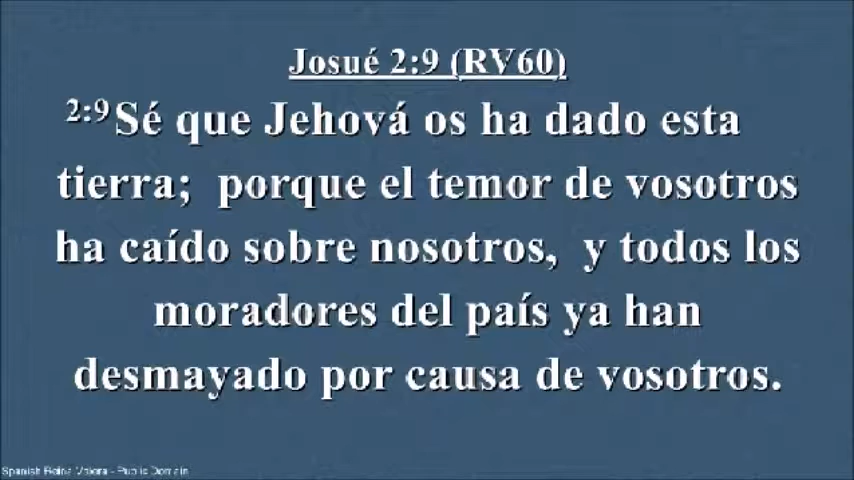 Josué 2:9 (RV60)
2:9 Sé que Jehová os ha dado esta
tierra; porque el temor de vosotros
ha caído sobre nosotros, y todos los
moradores del país ya han
desmayado por causa de vosotros.
Spanish Reina Valera - Public Domain